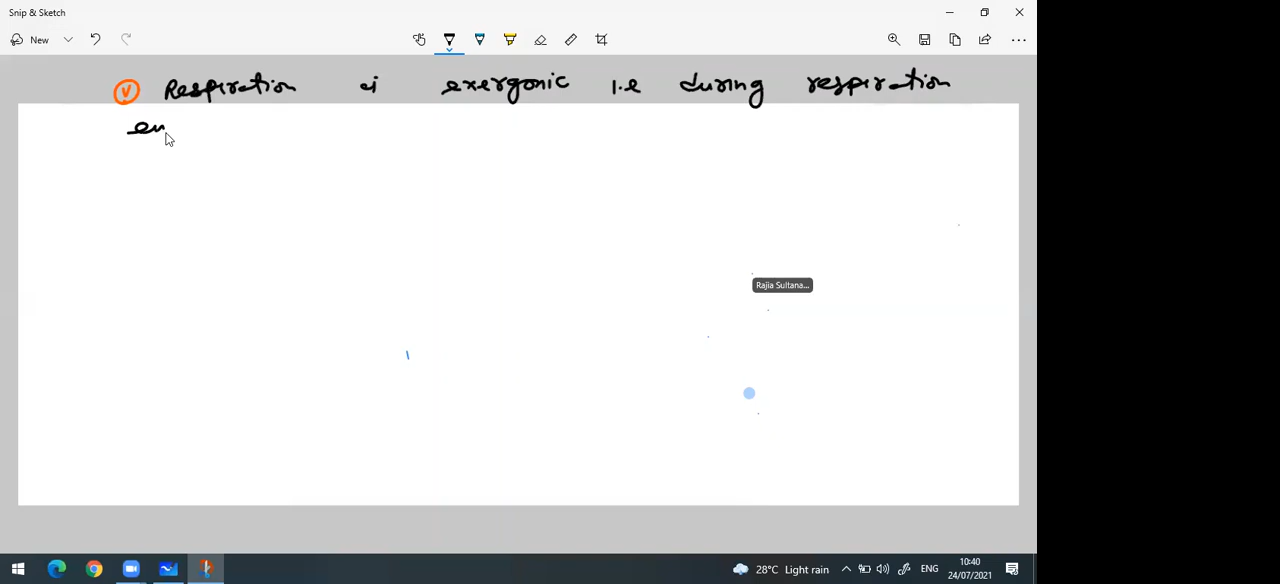 Snip & Sketch
New
V Respiration is exergonic i.e during respiration
en
Rajia Sultana...
28°C Light rain
ENG
10:40
24/07/2021